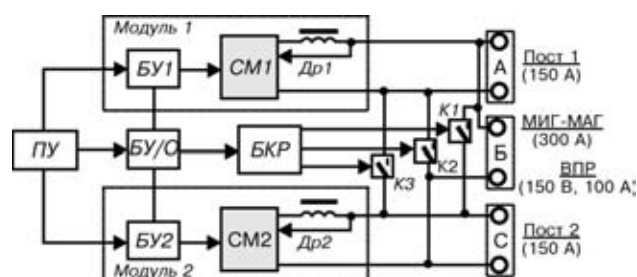 Модуль 1
БУ1
СМ1
Др1
К1
А
Пост 1
(150 А)
ПУ
БУ/О
БКР
К3
К2
Б
МИГ-МАГ
(300 А)
ВПР
(150 В, 100 А)
БУ2
СМ2
Др2
С
Пост 2
(150 А)
Модуль 2